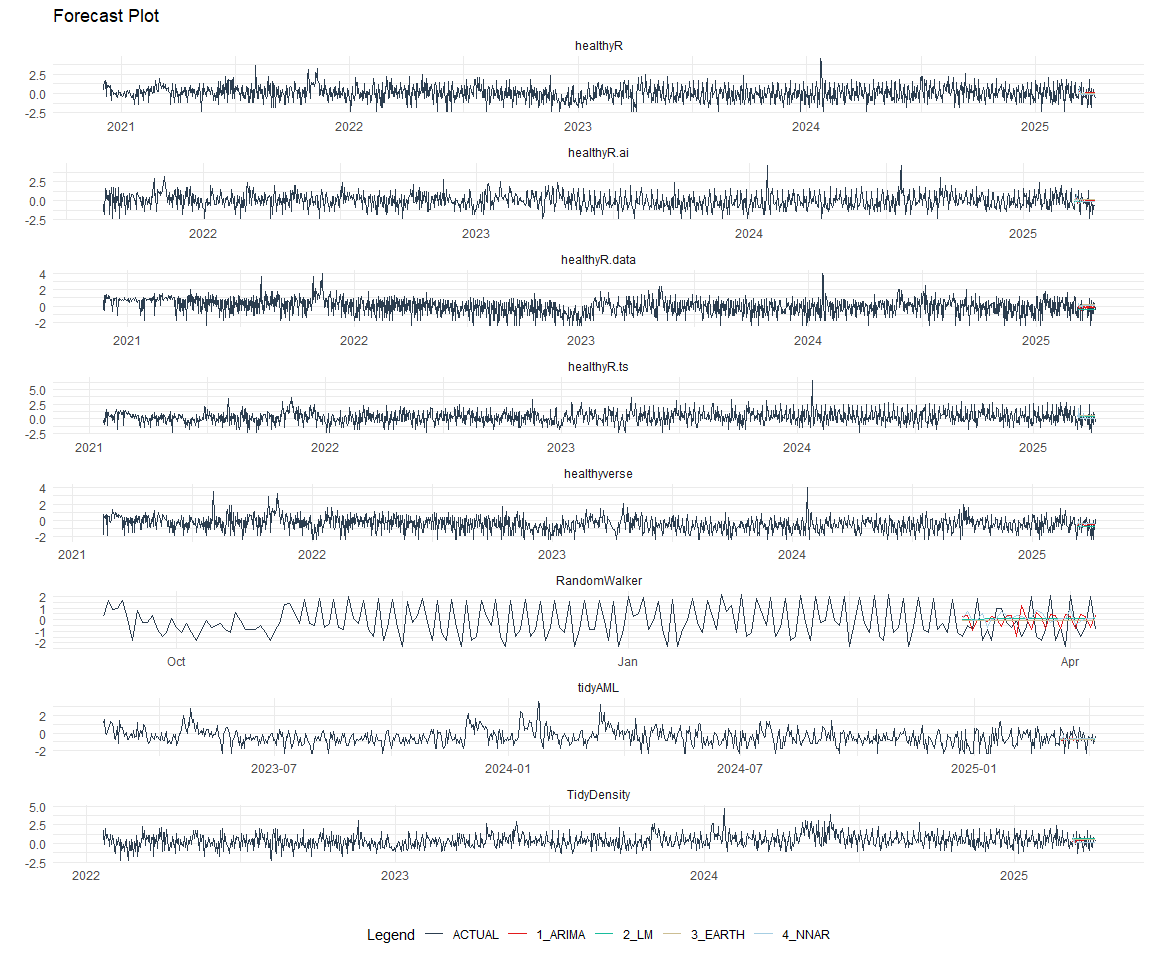 Forecast Plot
healthyR
2.5
0.0
-2.5
2021 2022 2023 2024 2025
healthyR.ai
2.5
0.0
-2.5
2022 2023 2024 2025
healthyR.data
4
2
0
-2
2021 2022 2023 2024 2025
healthyR.ts
5.0
2.5
0.0
-2.5
2021 2022 2023 2024 2025
healthyverse
4
2
0
-2
2021 2022 2023 2024 2025
RandomWalker
2
1
0
-1
-2
Oct Jan Apr
tidyAML
2
0
-2
2023-07 2024-01 2024-07 2025-01
TidyDensity
5.0
2.5
0.0
-2.5
2022 2023 2024 2025
Legend ACTUAL 1_ARIMA 2_LM 3_EARTH 4_NNAR